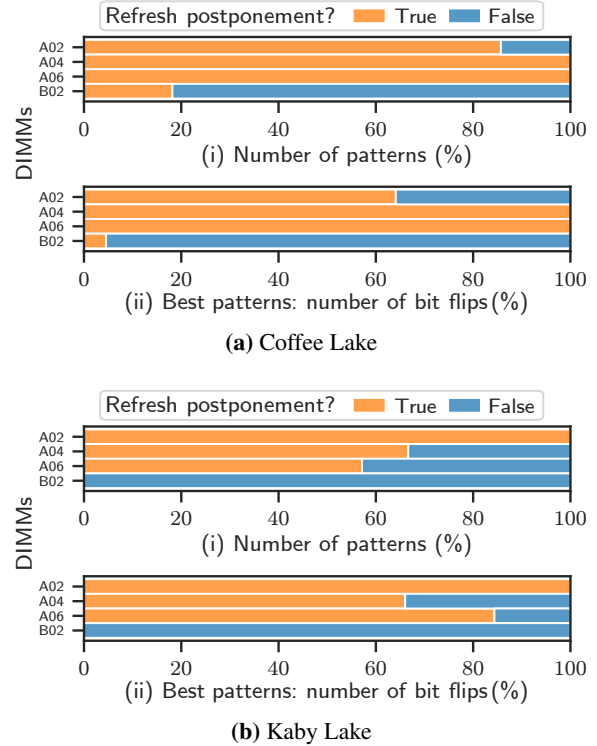 Refresh postponement? True False
A02
A04
A06
B02
0 20 40 60 80 100
(i) Number of patterns (%)
DIMMs
A02
A04
A06
B02
0 20 40 60 80 100
(ii) Best patterns: number of bit flips(%)
(a) Coffee Lake
Refresh postponement? True False
A02
A04
A06
B02
0 20 40 60 80 100
(i) Number of patterns (%)
DIMMs
A02
A04
A06
B02
0 20 40 60 80 100
(ii) Best patterns: number of bit flips(%)
(b) Kaby Lake